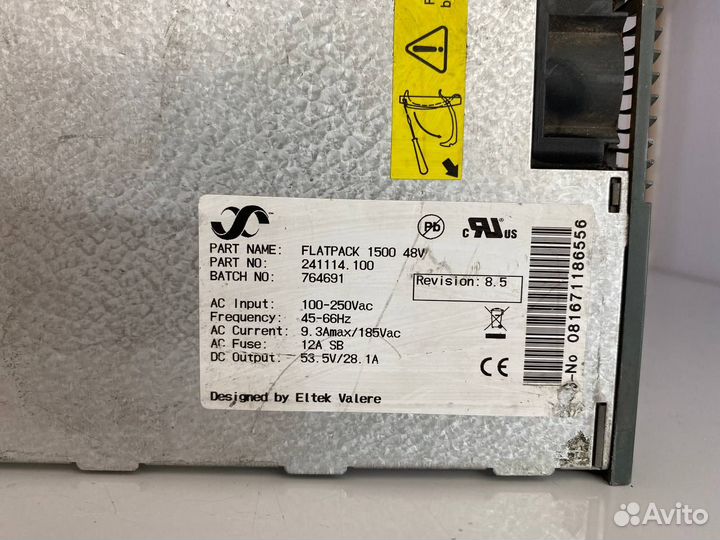 Pb
c RU US
PART NAME: FLATPACK 1500 48V
PART NO: 241114.100
BATCH NO: 764691
Revision: 8.5
AC Input: 100-250Vac
Frequency: 45-66Hz
AC Current: 9.3Amax/185Vac
AC Fuse: 12A SB
DC Output: 53.5V/28.1A
CE
Designed by Eltek Valere
-No 081671186556
Avito